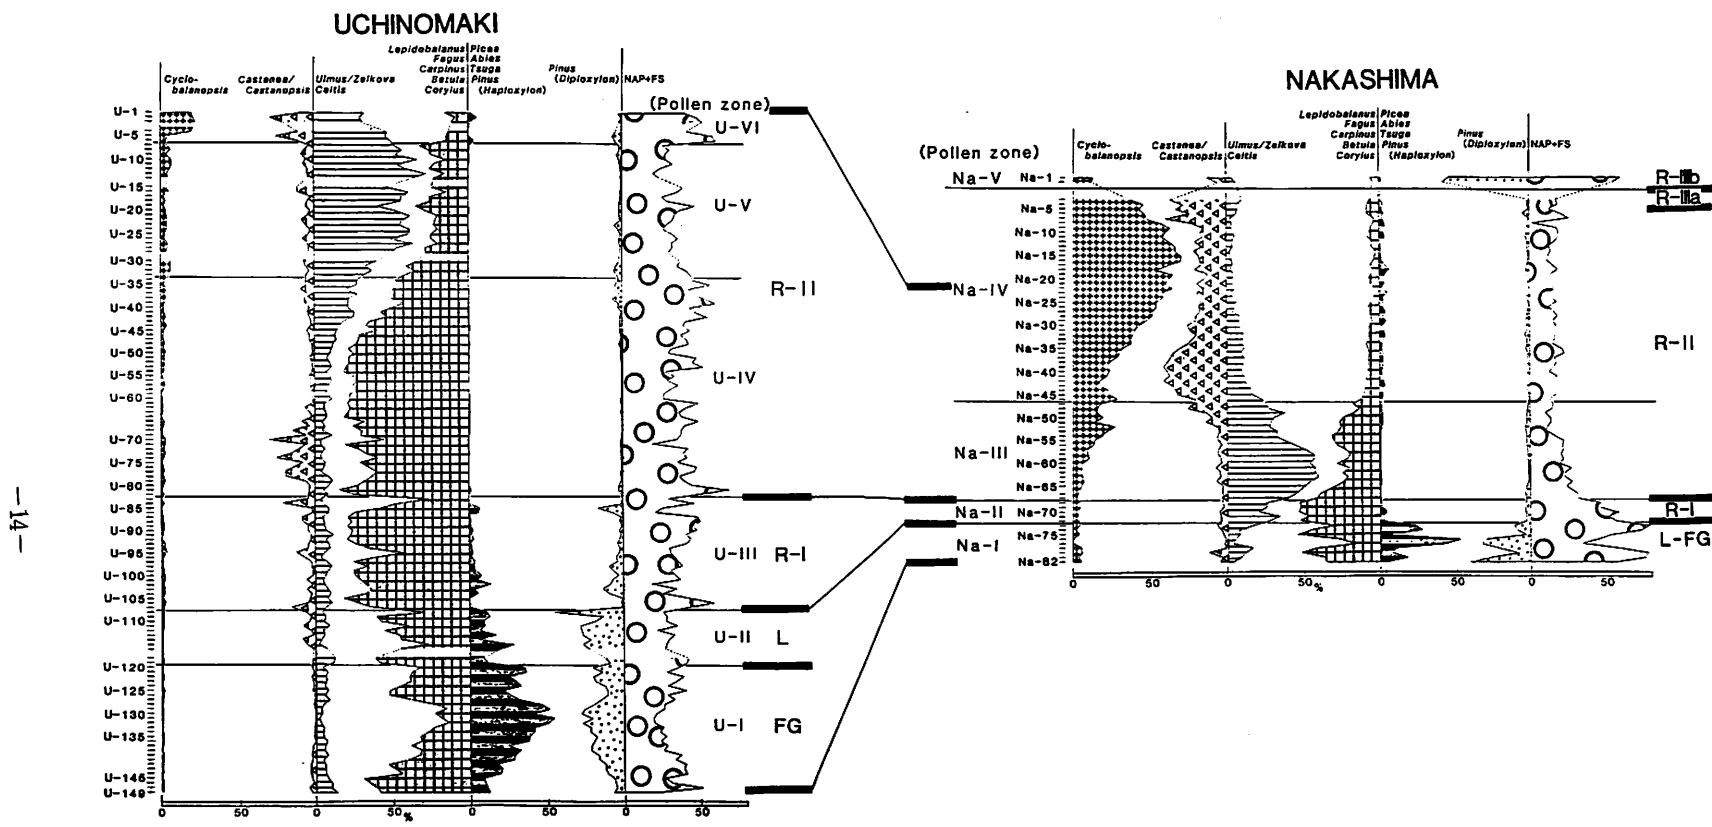 UCHINOMAKI
Cyclo-
balanopsis
Castanea/
Castanopsis
Ulmus/Zelkova
Celtis
Lepidobalanus
Fagus
Carpinus
Betula
Corylus
Picea
Abies
Tsuga
Pinus
(Haploxylon)
Pinus
(Diploxylon)
NAP+FS
(Pollen zone)
U-1
U-5
U-10
U-15
U-20
U-25
U-30
U-35
U-40
U-45
U-50
U-55
U-60
U-70
U-75
U-80
U-85
U-90
U-95
U-100
U-105
U-110
U-120
U-125
U-130
U-135
U-149
U-VI
U-V
R-II
U-IV
U-III R-I
U-II L
U-I FG
0 50% 0 50% 0 50
NAKASHIMA
(Pollen zone)
Cyclo-
balanopsis
Castanea/
Castanopsis
Ulmus/Zelkova
Celtis
Lepidobalanus
Fagus
Carpinus
Betula
Corylus
Picea
Abies
Tsuga
Pinus
(Haploxylon)
Pinus
(Diploxylon)
NAP+FS
Na-V
Na-IV
Na-III
Na-II
Na-I
Na-1
Na-5
Na-10
Na-15
Na-20
Na-25
Na-30
Na-35
Na-40
Na-45
Na-50
Na-55
Na-60
Na-65
Na-70
Na-75
Na-82
R-IIIb
R-IIIa
R-II
R-I
L-FG
0 50 0 50% 0 50 0 50
—14—